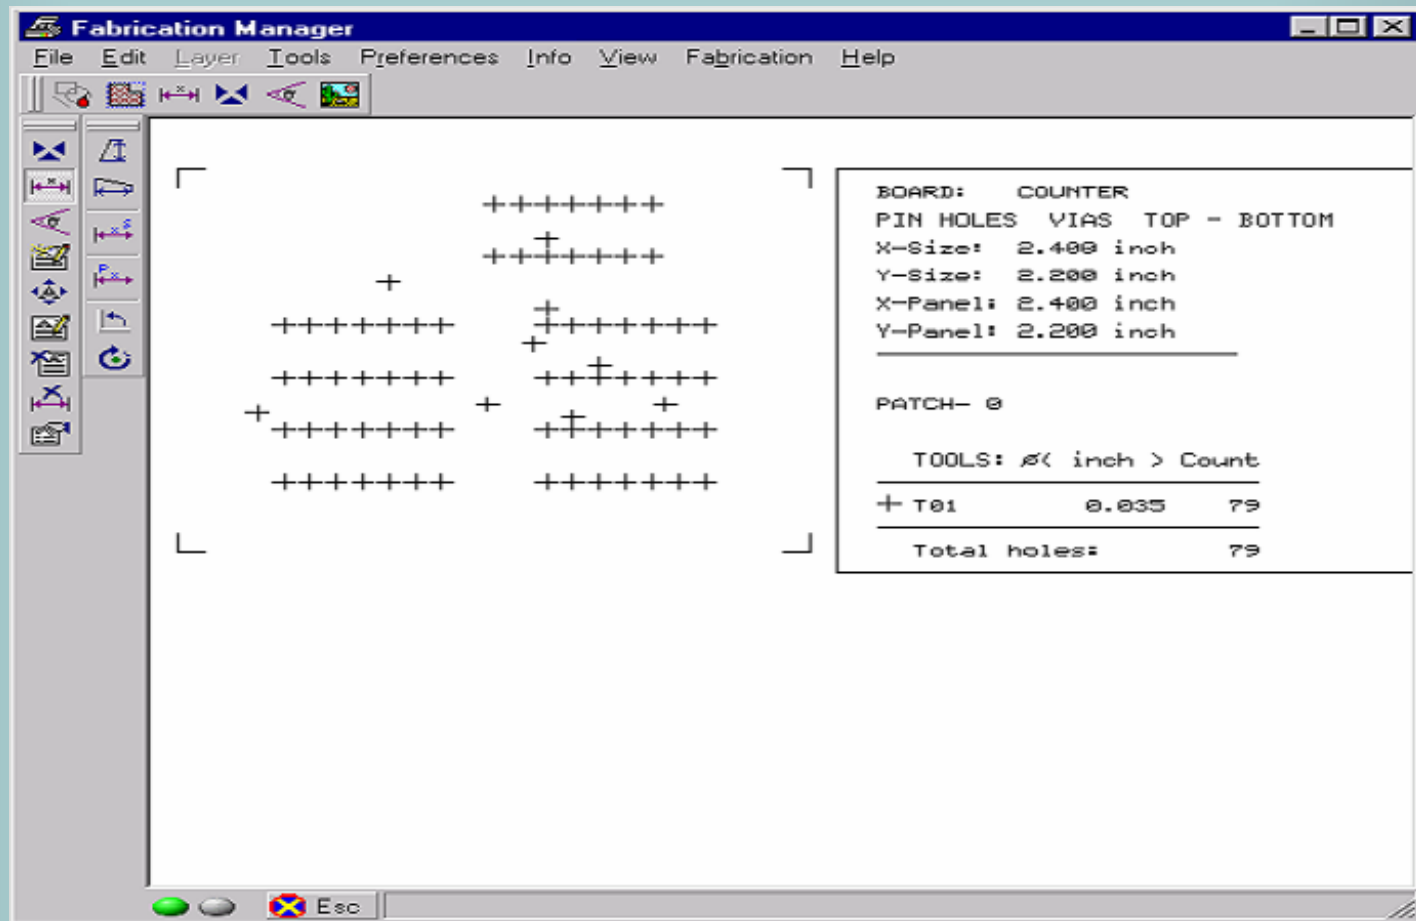 Fabrication Manager
File Edit Layer Tools Preferences Info View Fabrication Help
BOARD: COUNTER
PIN HOLES VIAS TOP - BOTTOM
X-Size: 2.400 inch
Y-Size: 2.200 inch
X-Panel: 2.400 inch
Y-Panel: 2.200 inch
PATCH- 0
TOOLS: ø( inch ) Count
+ T01 0.035 79
Total holes: 79
Esc